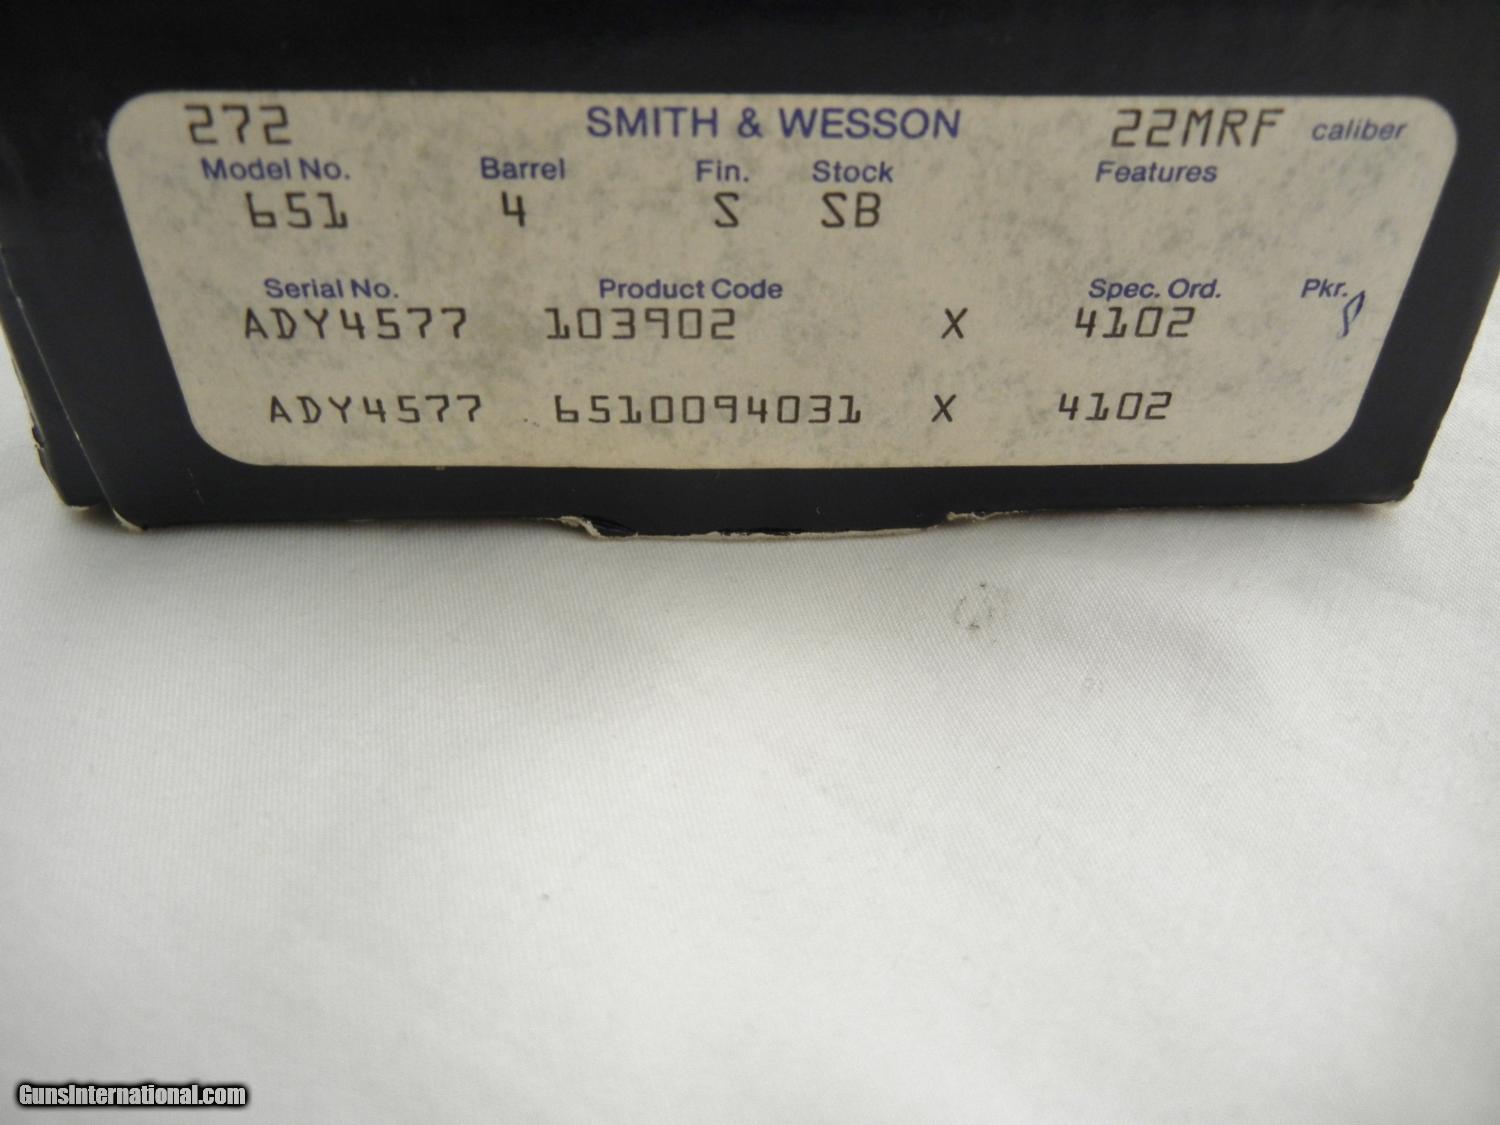 272 SMITH & WESSON 22MRF caliber
Model No. Barrel Fin. Stock Features
651 4 S SB
Serial No. Product Code Spec. Ord. Pkr.
ADY4577 103902 X 4102
ADY4577 6510094031 X 4102
GunsInternational.com